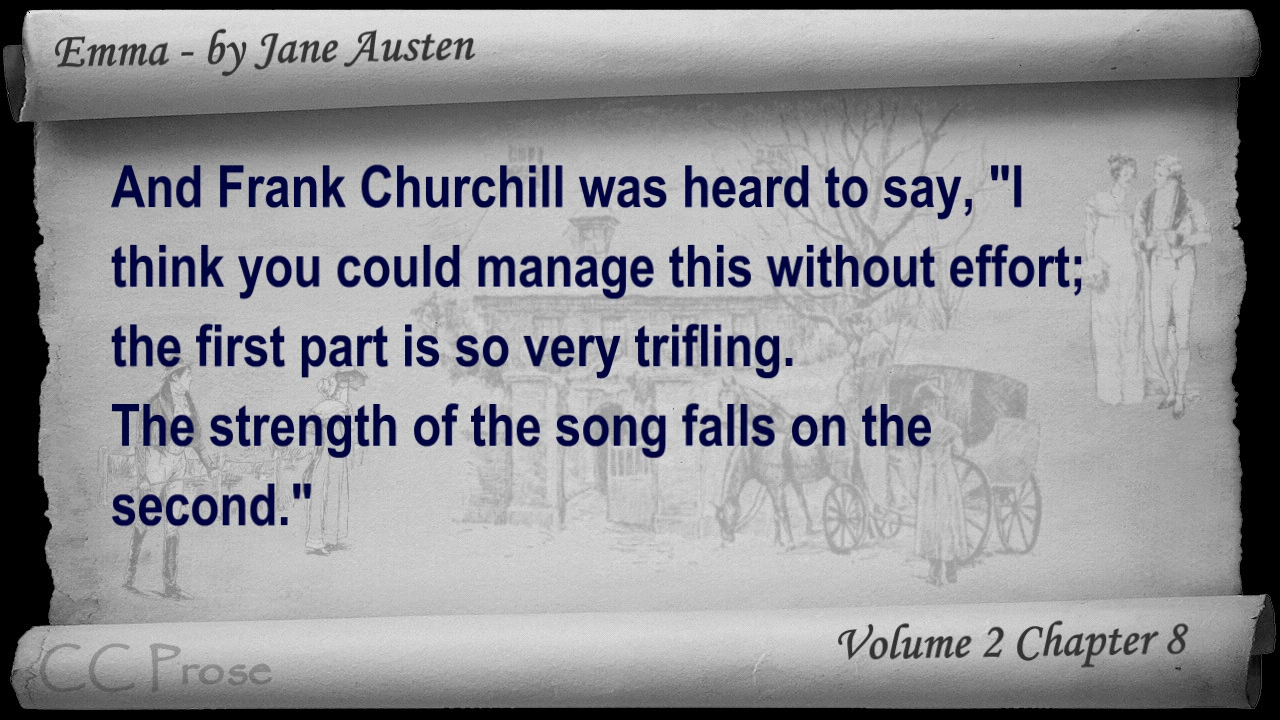 Emma - by Jane Austen
And Frank Churchill was heard to say, "I
think you could manage this without effort;
the first part is so very trifling.
The strength of the song falls on the
second."
Volume 2 Chapter 8
CC Prose